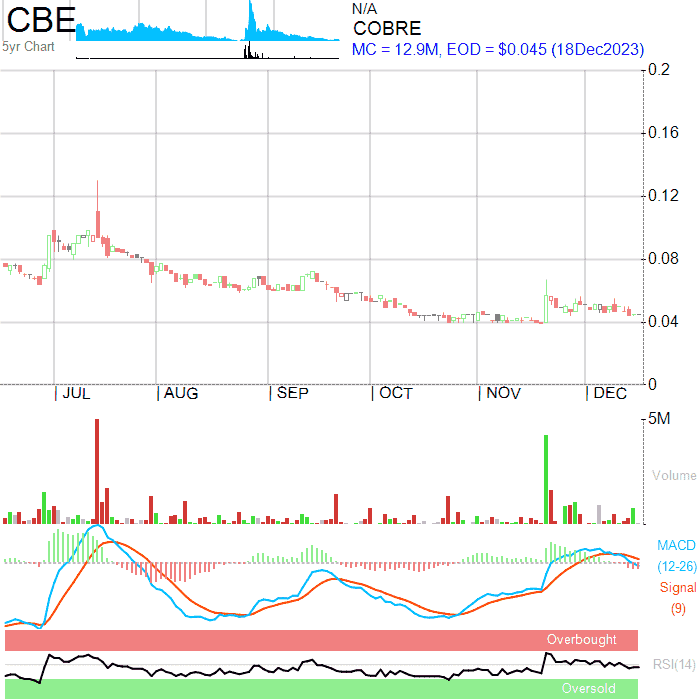 CBE
5yr Chart
N/A
COBRE
MC = 12.9M, EOD = $0.045 (18Dec2023)
0.2
0.16
0.12
0.08
0.04
0
JUL AUG SEP OCT NOV DEC
5M
Volume
MACD
(12-26)
Signal
(9)
Overbought
RSI(14)
Oversold